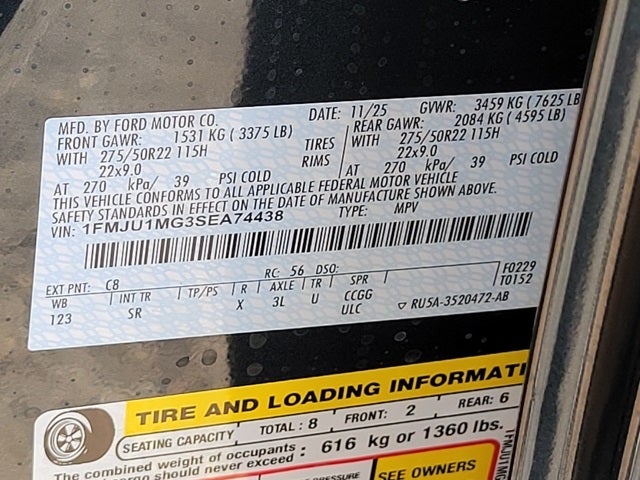 MFD. BY FORD MOTOR CO.
DATE: 11/25 GVWR: 3459 KG (7625 LB
FRONT GAWR: 1531 KG (3375 LB)
REAR GAWR: 2084 KG (4595 LB)
WITH 275/50R22 115H TIRES WITH 275/50R22 115H
22x9.0 RIMS 22x9.0
AT 270 kPa/ 39 PSI COLD AT 270 kPa/ 39 PSI COLD
THIS VEHICLE CONFORMS TO ALL APPLICABLE FEDERAL MOTOR VEHICLE
SAFETY STANDARDS IN EFFECT ON THE DATE OF MANUFACTURE SHOWN ABOVE.
VIN: 1FMJU1MG3SEA74438 TYPE: MPV
EXT PNT: C8 RC: 56 DSO: F0229
WB INT TR TP/PS R AXLE TR SPR T0152
123 SR X 3L U CCGG ▽ RU5A-3520472-AB
ULC
TIRE AND LOADING INFORMATI
SEATING CAPACITY TOTAL : 8 FRONT: 2 REAR: 6
The combined weight of occupants
cargo should never exceed : 616 kg or 1360 lbs.
PRESSURE SEE OWNERS
1FMJU1MG